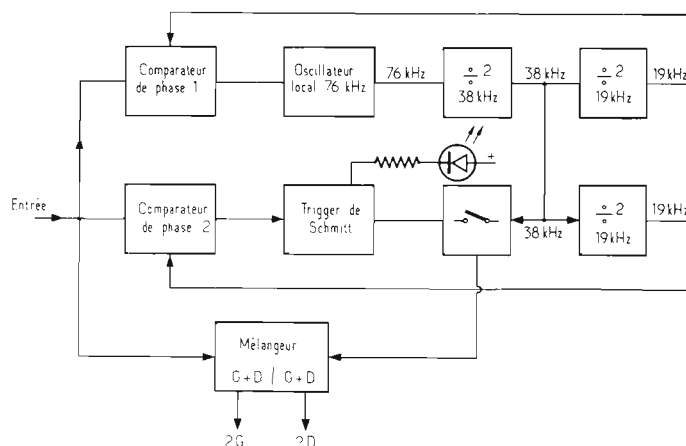 Comparateur
de phase 1
Oscillateur
local 76 kHz
76 kHz
÷ 2
38 kHz
38 kHz
÷ 2
19 kHz
19 kHz
+
Entrée
Comparateur
de phase 2
Trigger de
Schmitt
38 kHz
÷ 2
19 kHz
19 kHz
Mélangeur
G+D / G+D
2G
2D